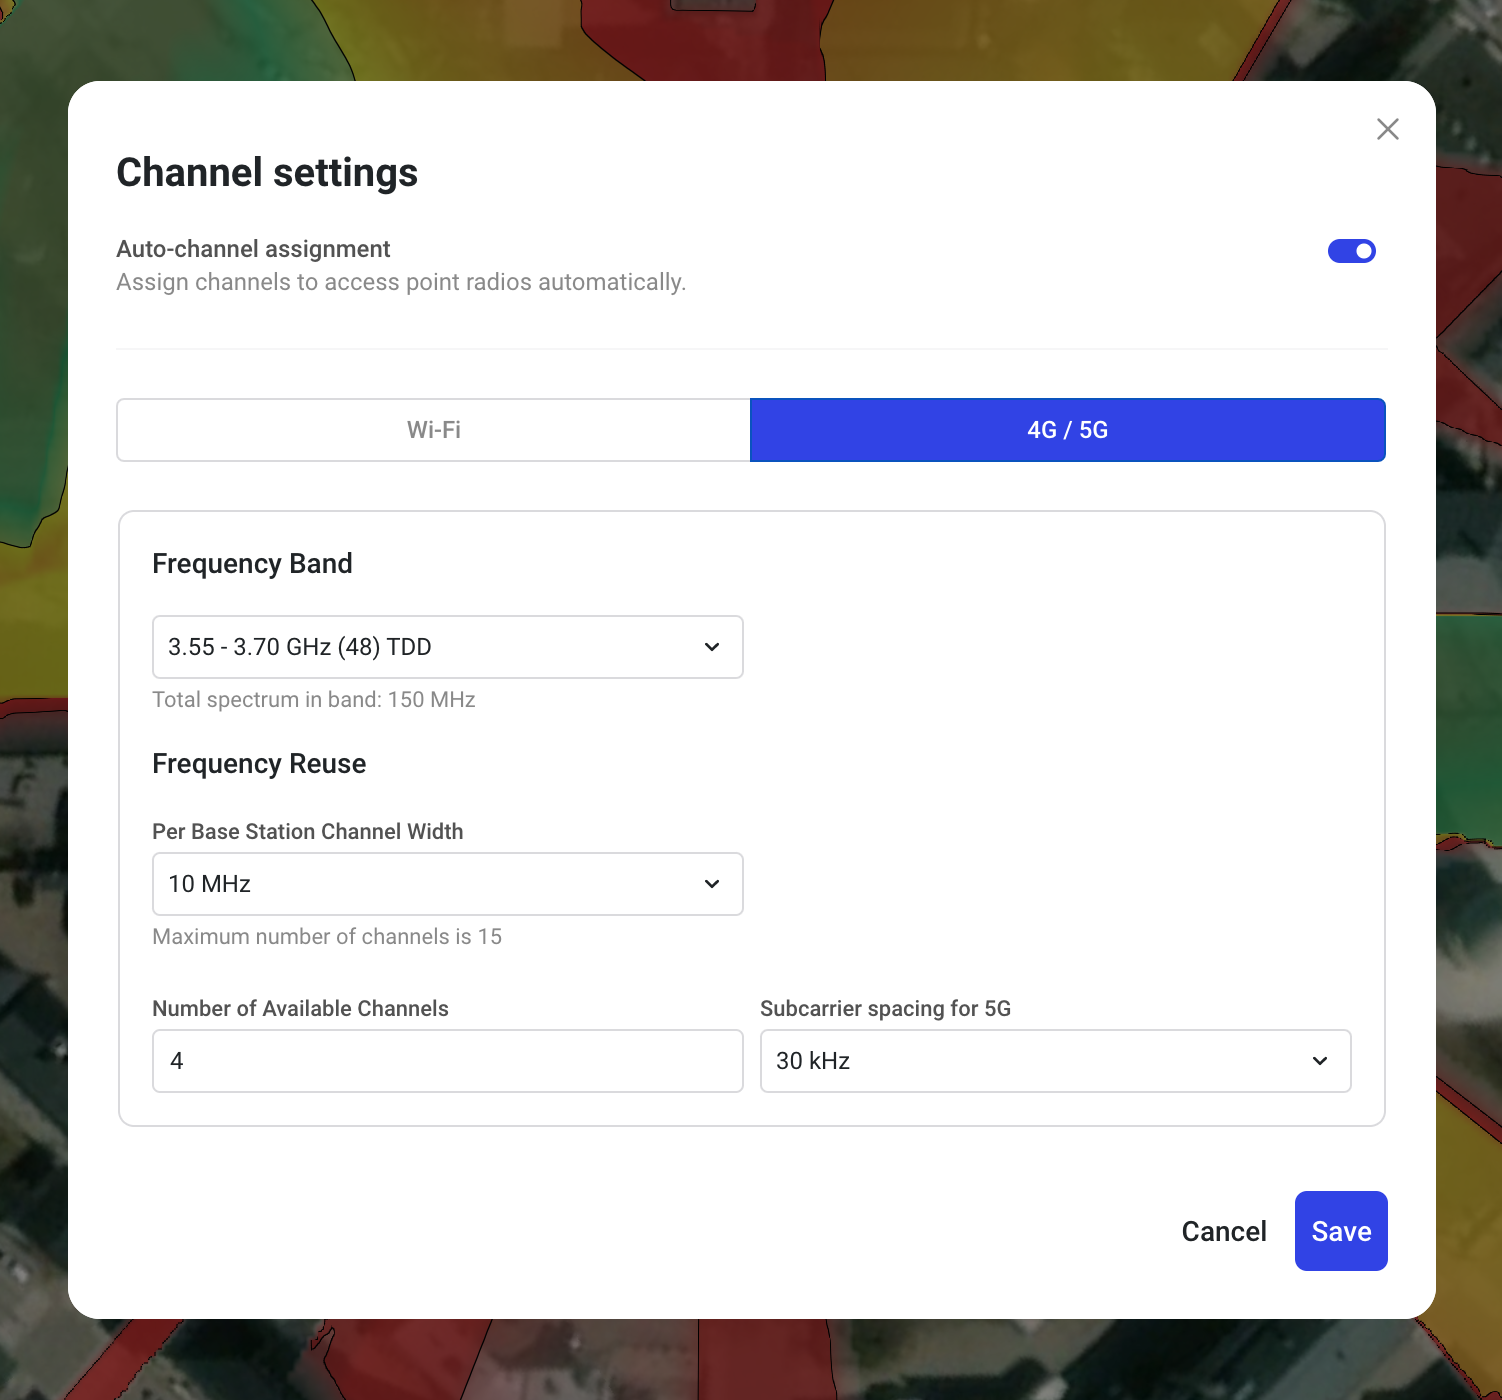 Channel settings
Auto-channel assignment
Assign channels to access point radios automatically.
Wi-Fi
4G / 5G
Frequency Band
3.55 - 3.70 GHz (48) TDD
Total spectrum in band: 150 MHz
Frequency Reuse
Per Base Station Channel Width
10 MHz
Maximum number of channels is 15
Number of Available Channels
Subcarrier spacing for 5G
4
30 kHz
Cancel
Save